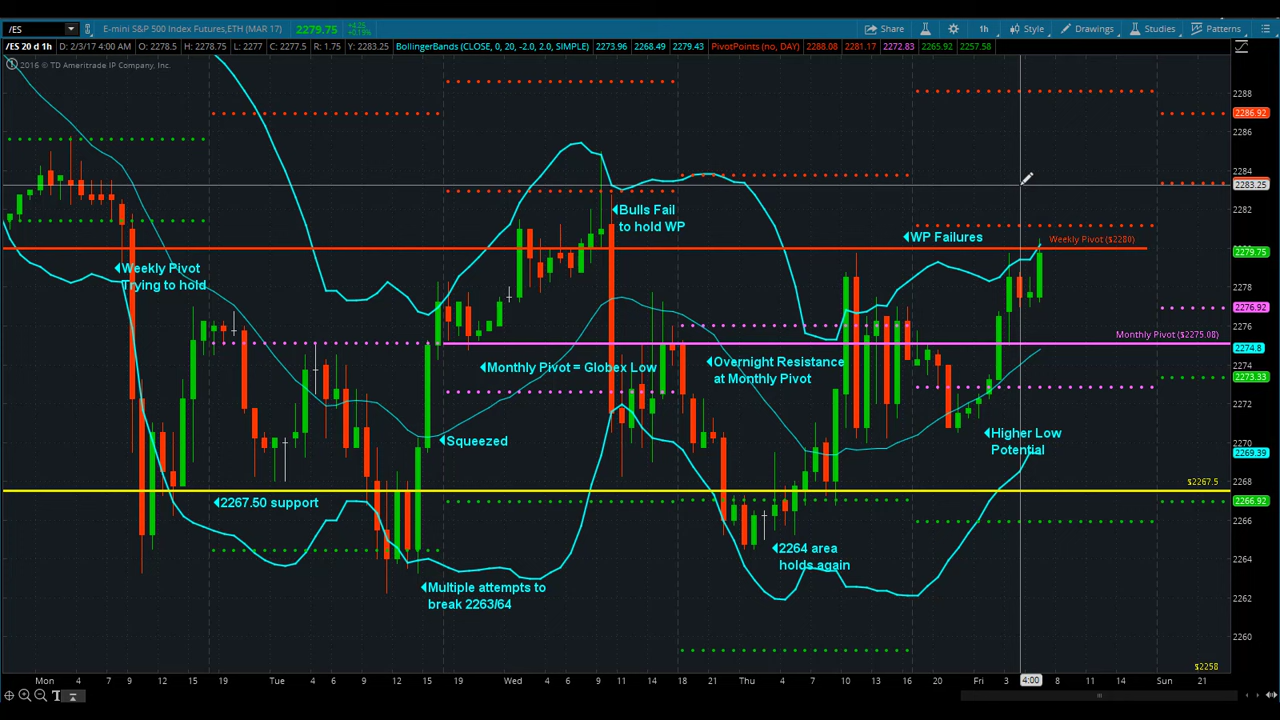 /ES
E-mini S&P 500 Index Futures,ETH (MAR 17)
2279.75
+4.25
+0.19%
Share
1h
Style
Drawings
Studies
Patterns
/ES 20 d 1h
D: 2/3/17 4:00 AM
O: 2278.5
H: 2278.75
L: 2277
C: 2277.5
R: 1.75
Y: 2283.25
BollingerBands (CLOSE, 0, 20, -2.0, 2.0, SIMPLE)
2273.96
2268.49
2279.43
PivotPoints (no, DAY)
2288.08
2281.17
2272.83
2265.92
2257.58
2016 © TD Ameritrade IP Company, Inc.
2288
2286.92
2286
2284
2283.25
2282
Bulls Fail
to hold WP
WP Failures
Weekly Pivot ($2280)
2279.75
Weekly Pivot
Trying to hold
2278
2276.92
2276
Monthly Pivot ($2275.08)
2274.8
Monthly Pivot = Globex Low
Overnight Resistance
at Monthly Pivot
2273.33
2272
Higher Low
Potential
Squeezed
2270
2269.39
2268
$2267.5
2267.50 support
2266.92
2266
2264 area
holds again
2264
Multiple attempts to
break 2263/64
2262
2260
$2258
Mon 4 7 9 12 15 18 Tue 4 6 9 12 15 19 Wed 4 6 9 11 14 16 18 Thu 4 8 10 14 16 20 Fri 3 4:00 8 11 14 Sun 21
T